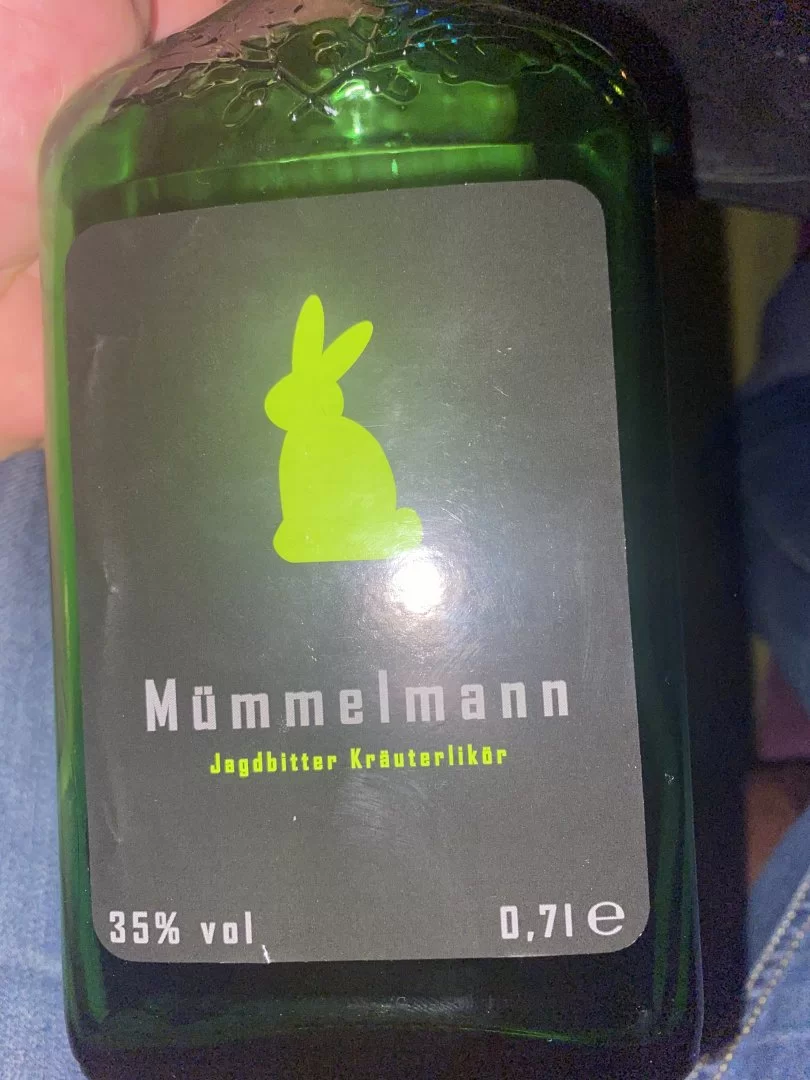 Mümmelmann
Jagdbitter Kräuterlikör
35% vol
0,7l ℮